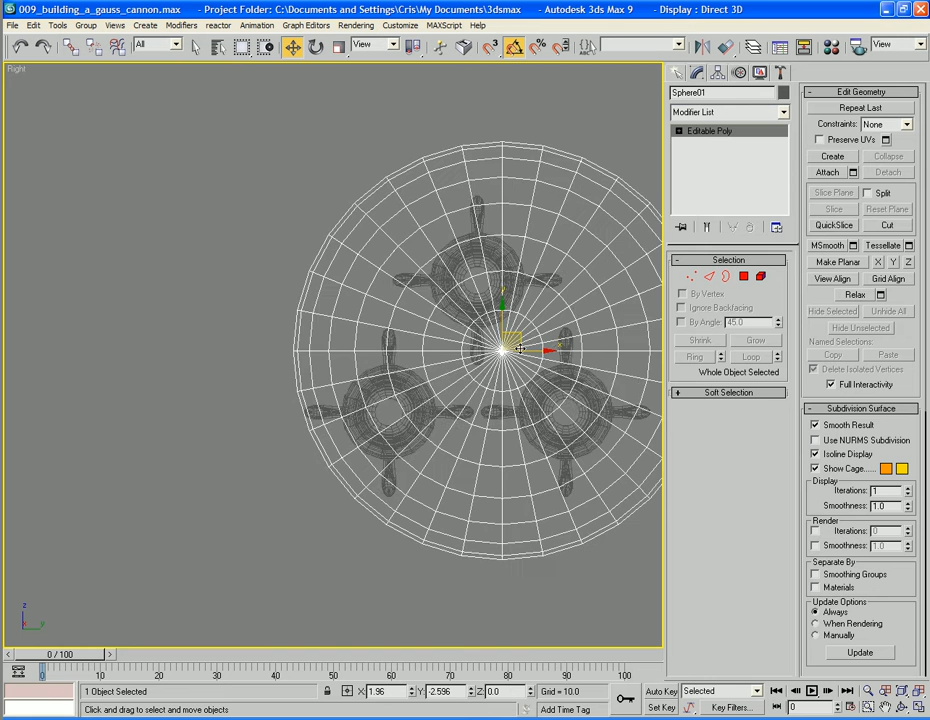 009_building_a_gauss_cannon.max - Project Folder: C:\Documents and Settings\Cris\My Documents\3dsmax - Autodesk 3ds Max 9 - Display : Direct 3D
File Edit Tools Group Views Create Modifiers reactor Animation Graph Editors Rendering Customize MAXScript Help
All View View
Right
Sphere01
Modifier List
Editable Poly
Selection
By Vertex
Ignore Backfacing
By Angle: 45.0
Shrink Grow
Ring Loop
Whole Object Selected
Soft Selection
Edit Geometry
Repeat Last
Constraints: None
Preserve UVs
Create Collapse
Attach Detach
Slice Plane Split
Slice Reset Plane
QuickSlice Cut
MSmooth Tessellate
Make Planar X Y Z
View Align Grid Align
Relax
Hide Selected Unhide All
Hide Unselected
Named Selections:
Copy Paste
Delete Isolated Vertices
Full Interactivity
Subdivision Surface
Smooth Result
Use NURMS Subdivision
Isoline Display
Show Cage......
Display
Iterations: 1
Smoothness: 1.0
Render
Iterations: 0
Smoothness: 1.0
Separate By
Smoothing Groups
Materials
Update Options
Always
When Rendering
Manually
Update
z
y
x
0 / 100
0 10 20 30 40 50 60 70 80 90 100
1 Object Selected X: 1.96 Y: -2.596 Z: 0.0 Grid = 10.0 Auto Key Selected
Click and drag to select and move objects Add Time Tag Set Key Key Filters... 0